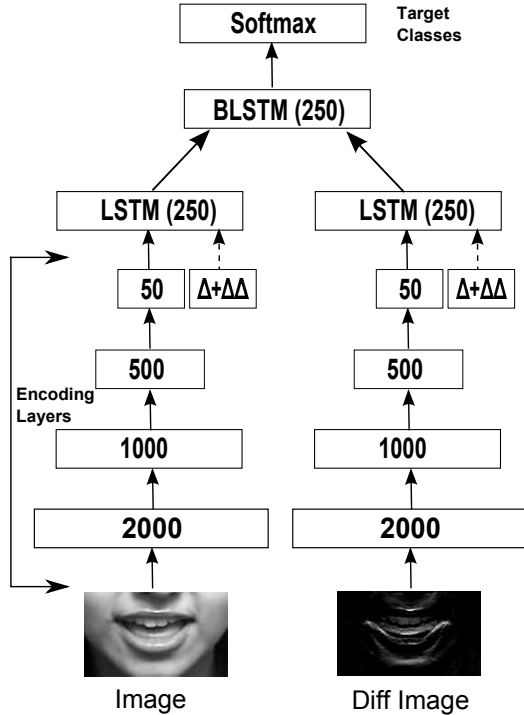 Softmax
Target
Classes
BLSTM (250)
LSTM (250)
LSTM (250)
50
Δ+ΔΔ
50
Δ+ΔΔ
500
500
Encoding
Layers
1000
1000
2000
2000
Image
Diff Image